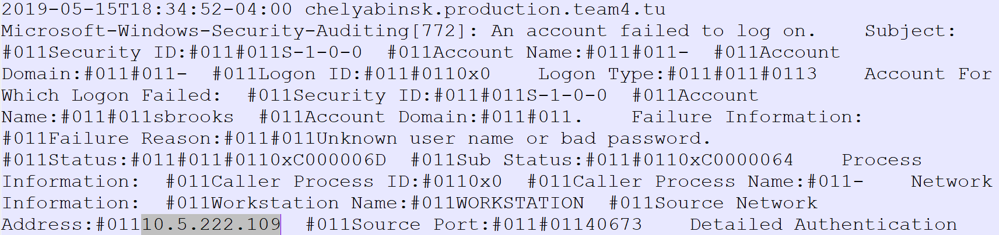 2019-05-15T18:34:52-04:00 chelyabinsk.production.team4.tu
Microsoft-Windows-Security-Auditing[772]: An account failed to log on.    Subject:
#011Security ID:#011#011S-1-0-0  #011Account Name:#011#011-  #011Account
Domain:#011#011-  #011Logon ID:#011#0110x0    Logon Type:#011#011#0113    Account For
Which Logon Failed:  #011Security ID:#011#011S-1-0-0  #011Account
Name:#011#011sbrooks  #011Account Domain:#011#011.    Failure Information:
#011Failure Reason:#011#011Unknown user name or bad password.
#011Status:#011#011#0110xC000006D  #011Sub Status:#011#0110xC0000064    Process
Information:  #011Caller Process ID:#0110x0  #011Caller Process Name:#011-    Network
Information:  #011Workstation Name:#011WORKSTATION  #011Source Network
Address:#01110.5.222.109  #011Source Port:#011#01140673    Detailed Authentication